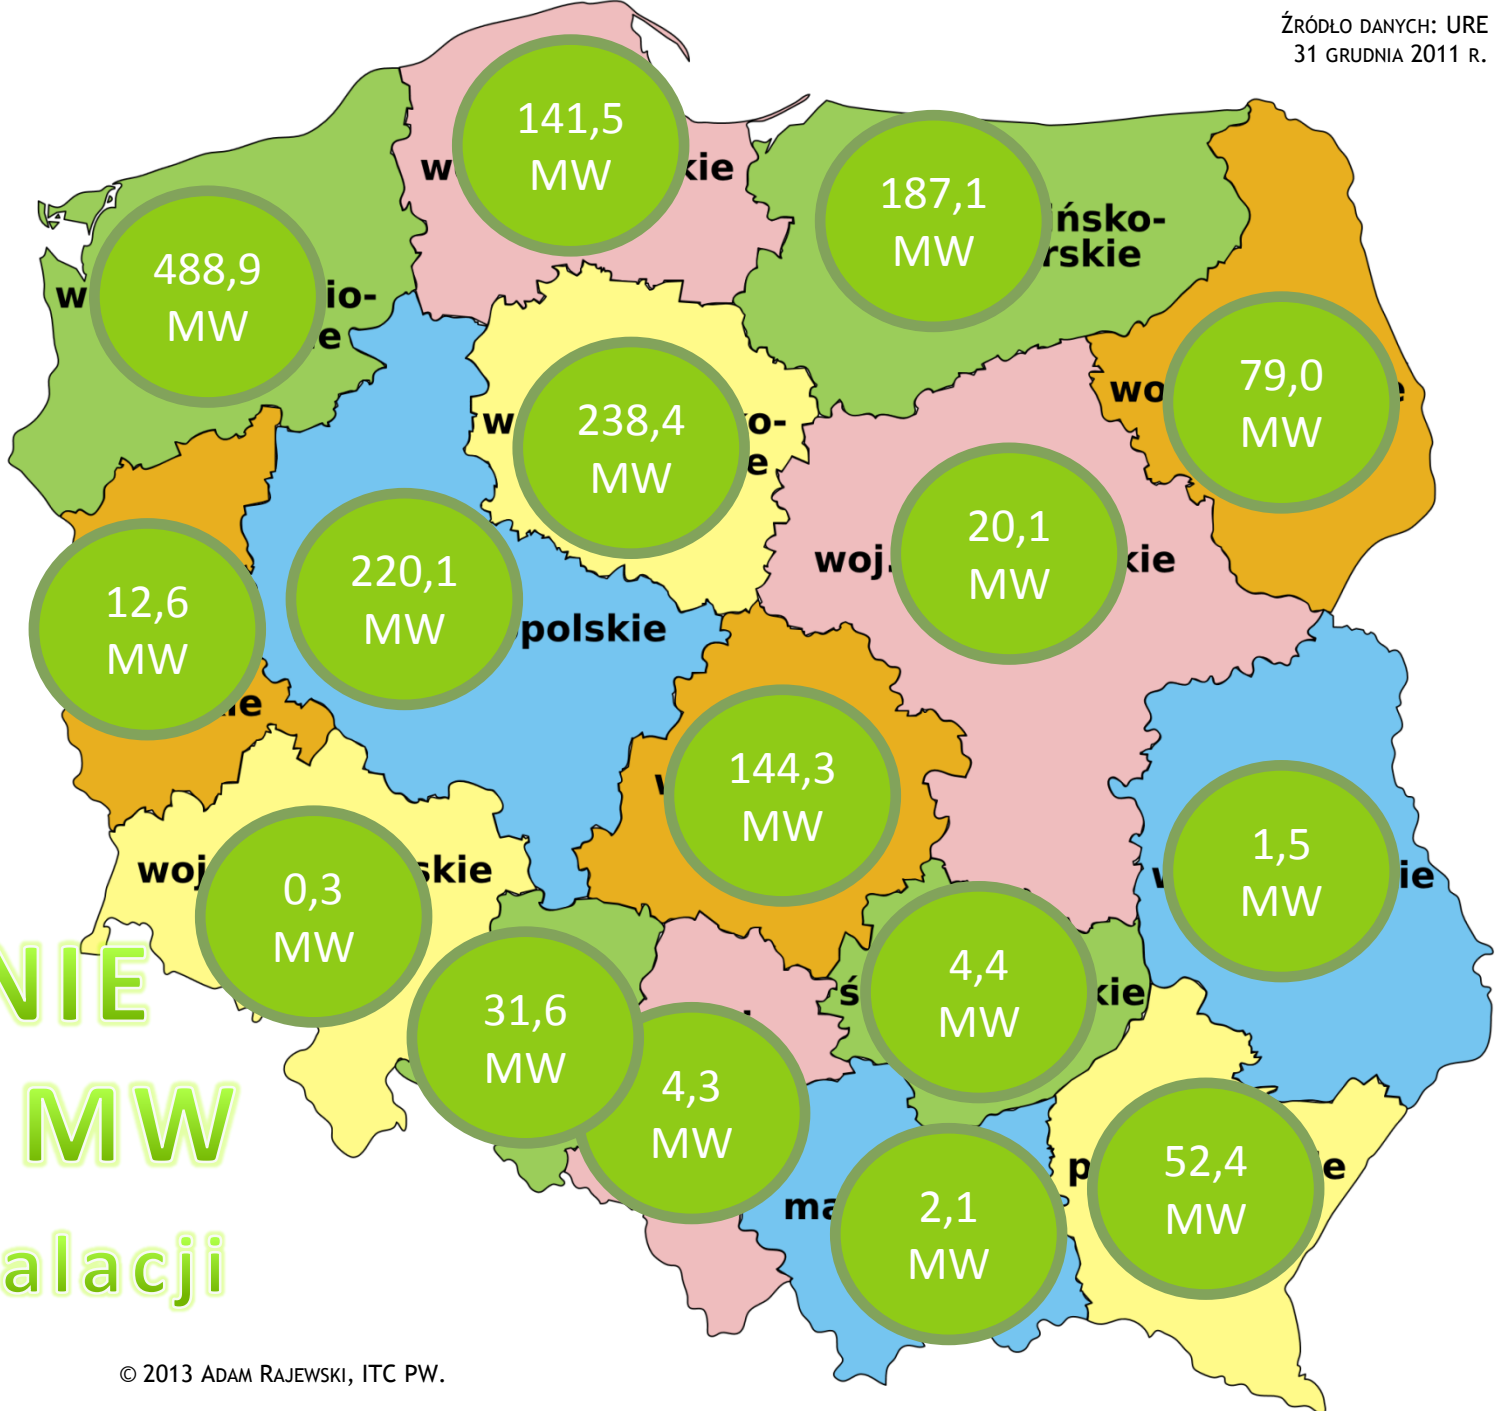 ŹRÓDŁO DANYCH: URE
31 GRUDNIA 2011 R.
141,5
MW
187,1
MW
ińsko-
rskie
488,9
MW
io-
e
79,0
MW
wo
238,4
MW
o-
e
20,1
MW
woj.
kie
220,1
MW
polskie
12,6
MW
ie
144,3
MW
1,5
MW
ie
0,3
MW
woj
skie
4,4
MW
ś
kie
31,6
MW
4,3
MW
52,4
MW
p
e
2,1
MW
ma
NIE
MW
alacji
© 2013 ADAM RAJEWSKI, ITC PW.